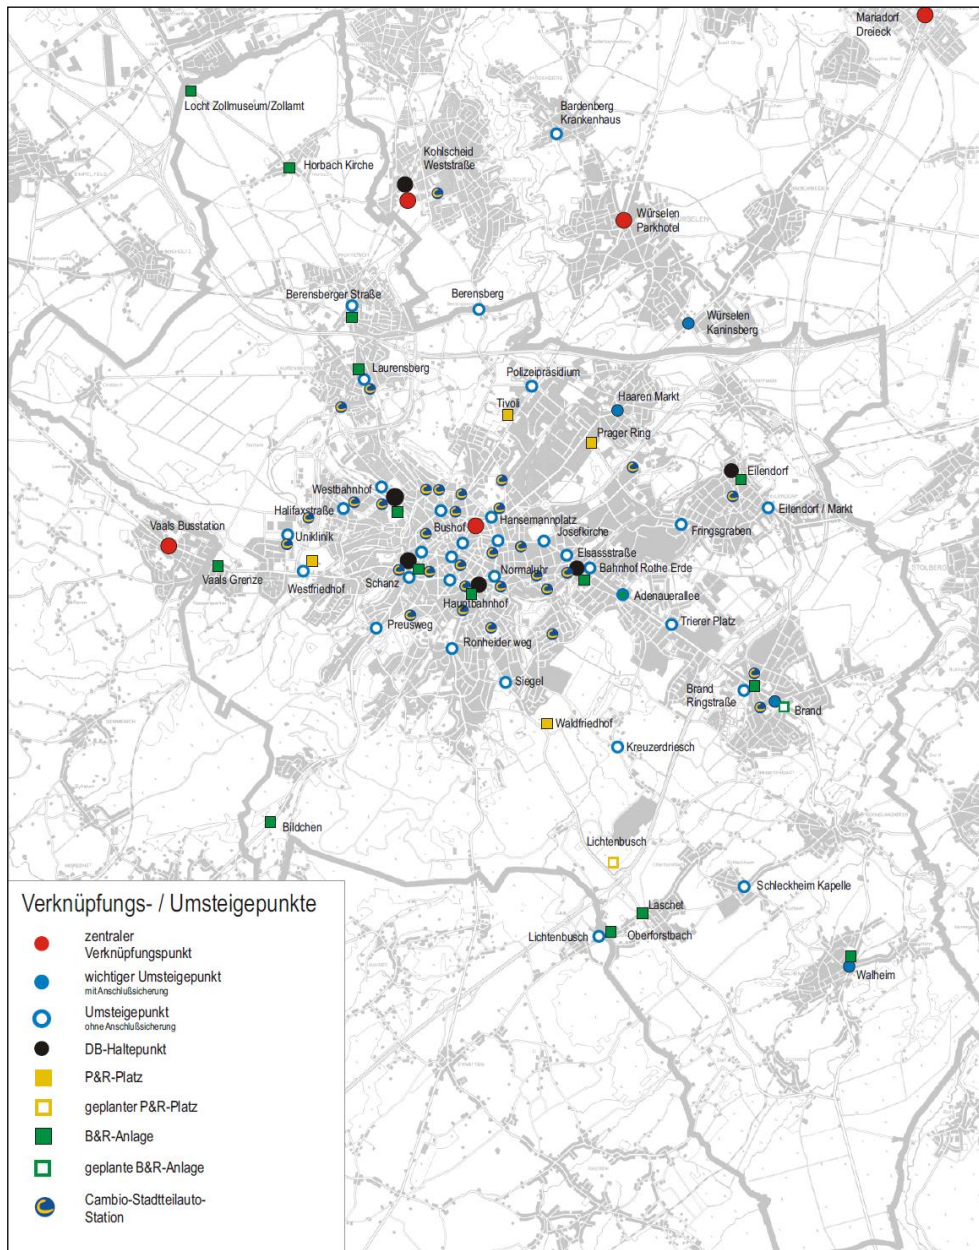 Mariadorf
Dreieck
Locht Zollmuseum/Zollamt
Bardenberg
Krankenhaus
Kohlscheid
Weststraße
Horbach Kirche
Würselen
Parkhotel
Berensberger Straße
Berensberg
Würselen
Kaninsberg
Laurensberg
Polizeipräsidium
Tivoli
Haaren Markt
Prager Ring
Eilendorf
Westbahnhof
Halifaxstraße
Bushof
Hansemannplatz
Josefkirche
Eilendorf / Markt
Fringsgraben
Vaals Busstation
Uniklinik
Elsassstraße
Vaals Grenze
Westfriedhof
Schanz
Normaluhr
Bahnhof Rothe Erde
Hauptbahnhof
Adenauerallee
Preusweg
Trierer Platz
Ronheider weg
Siegel
Brand
Ringstraße
Brand
Waldfriedhof
Kreuzerdriesch
STOLBERG
Bildchen
Lichtenbusch
Schleckheim Kapelle
Laschet
Lichtenbusch
Oberforstbach
Walheim
Verknüpfungs- / Umsteigepunkte
zentraler
Verknüpfungspunkt
wichtiger Umsteigepunkt
mit Anschlußsicherung
Umsteigepunkt
ohne Anschlußsicherung
DB-Haltepunkt
P&R-Platz
geplanter P&R-Platz
B&R-Anlage
geplante B&R-Anlage
Cambio-Stadtteilauto-
Station